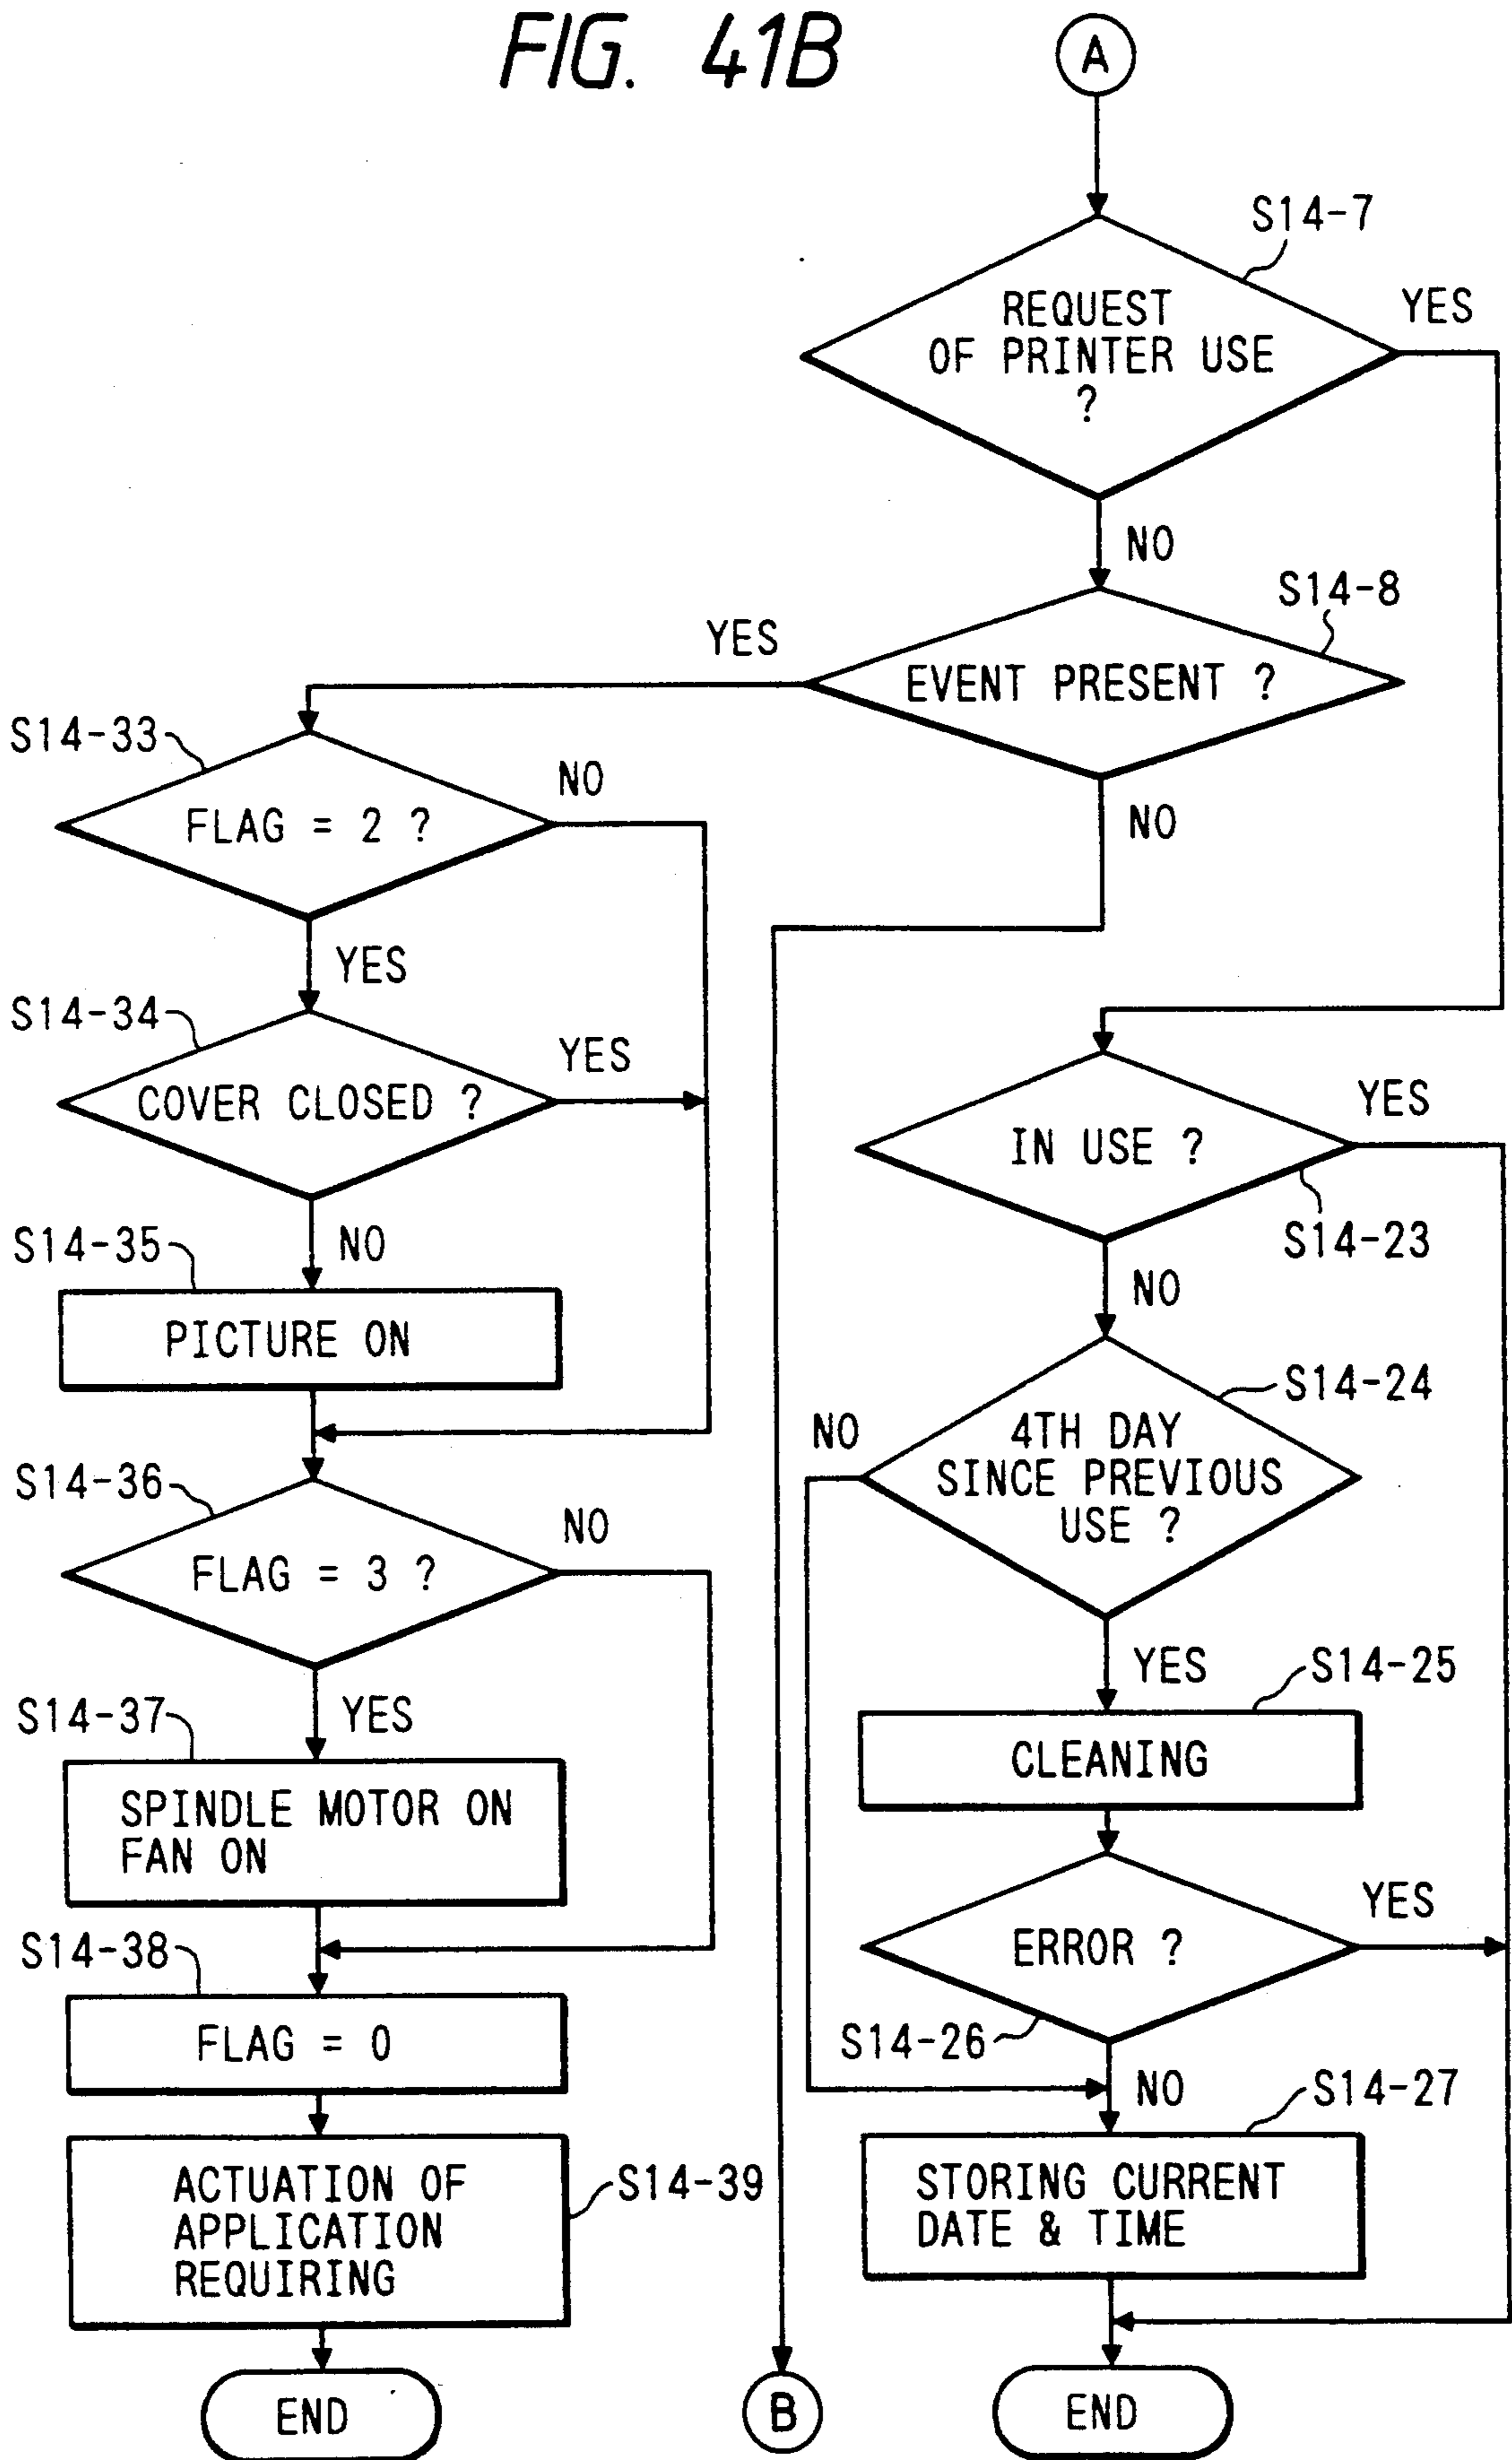 FIG. 41B
A
S14-7
REQUEST
OF PRINTER USE
?
YES
NO
S14-8
EVENT PRESENT ?
YES
NO
S14-33
FLAG = 2 ?
NO
YES
S14-34
COVER CLOSED ?
YES
NO
S14-35
PICTURE ON
S14-36
FLAG = 3 ?
NO
YES
S14-37
SPINDLE MOTOR ON
FAN ON
S14-38
FLAG = 0
ACTUATION OF
APPLICATION
REQUIRING
S14-39
END
B
IN USE ?
YES
S14-23
NO
S14-24
4TH DAY
SINCE PREVIOUS
USE ?
NO
YES
S14-25
CLEANING
ERROR ?
YES
S14-26
NO
S14-27
STORING CURRENT
DATE & TIME
END